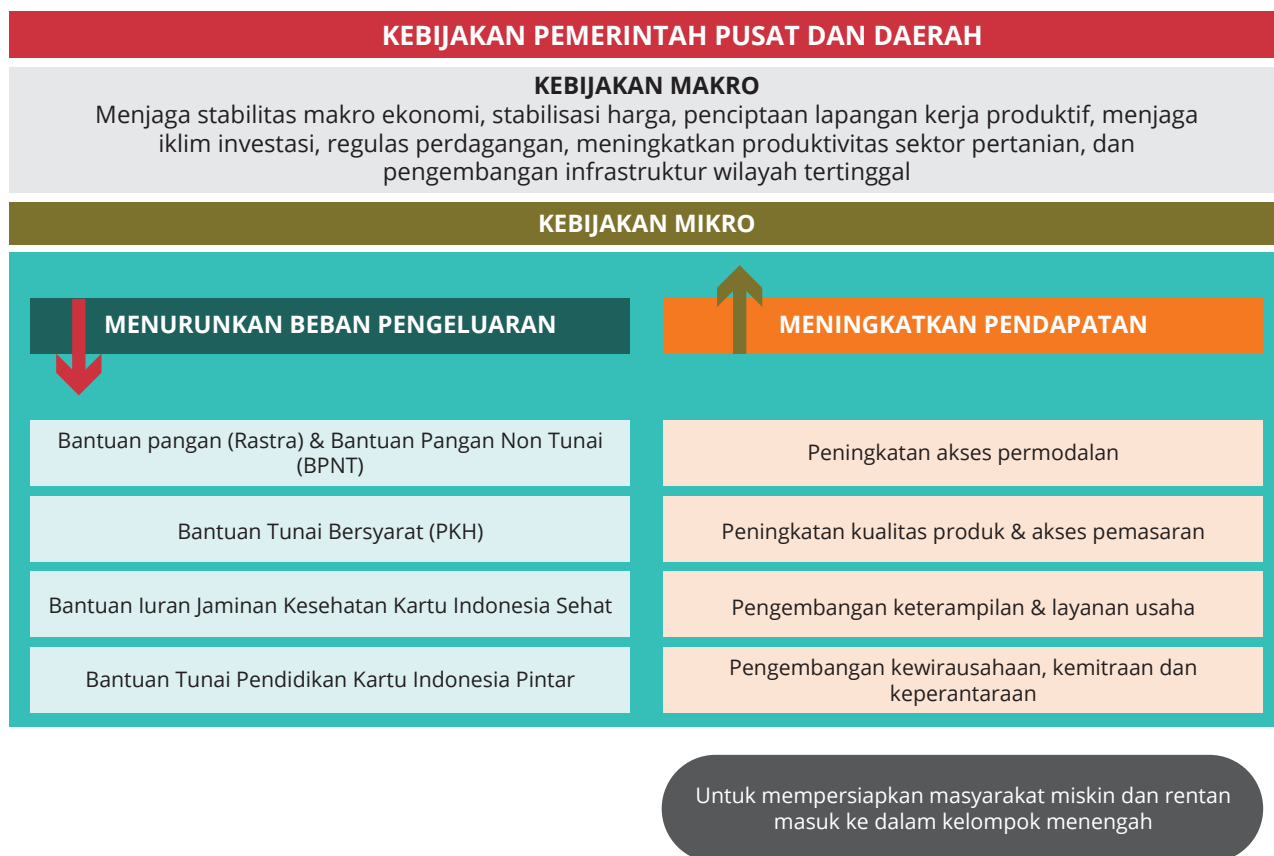 KEBIJAKAN PEMERINTAH PUSAT DAN DAERAH
KEBIJAKAN MAKRO
Menjaga stabilitas makro ekonomi, stabilisasi harga, penciptaan lapangan kerja produktif, menjaga
iklim investasi, regulas perdagangan, meningkatkan produktivitas sektor pertanian, dan
pengembangan infrastruktur wilayah tertinggal
KEBIJAKAN MIKRO
MENURUNKAN BEBAN PENGELUARAN
Bantuan pangan (Rastra) & Bantuan Pangan Non Tunai
(BPNT)
Bantuan Tunai Bersyarat (PKH)
Bantuan Iuran Jaminan Kesehatan Kartu Indonesia Sehat
Bantuan Tunai Pendidikan Kartu Indonesia Pintar
MENINGKATKAN PENDAPATAN
Peningkatan akses permodalan
Peningkatan kualitas produk & akses pemasaran
Pengembangan keterampilan & layanan usaha
Pengembangan kewirausahaan, kemitraan dan
keperantaraan
Untuk mempersiapkan masyarakat miskin dan rentan
masuk ke dalam kelompok menengah